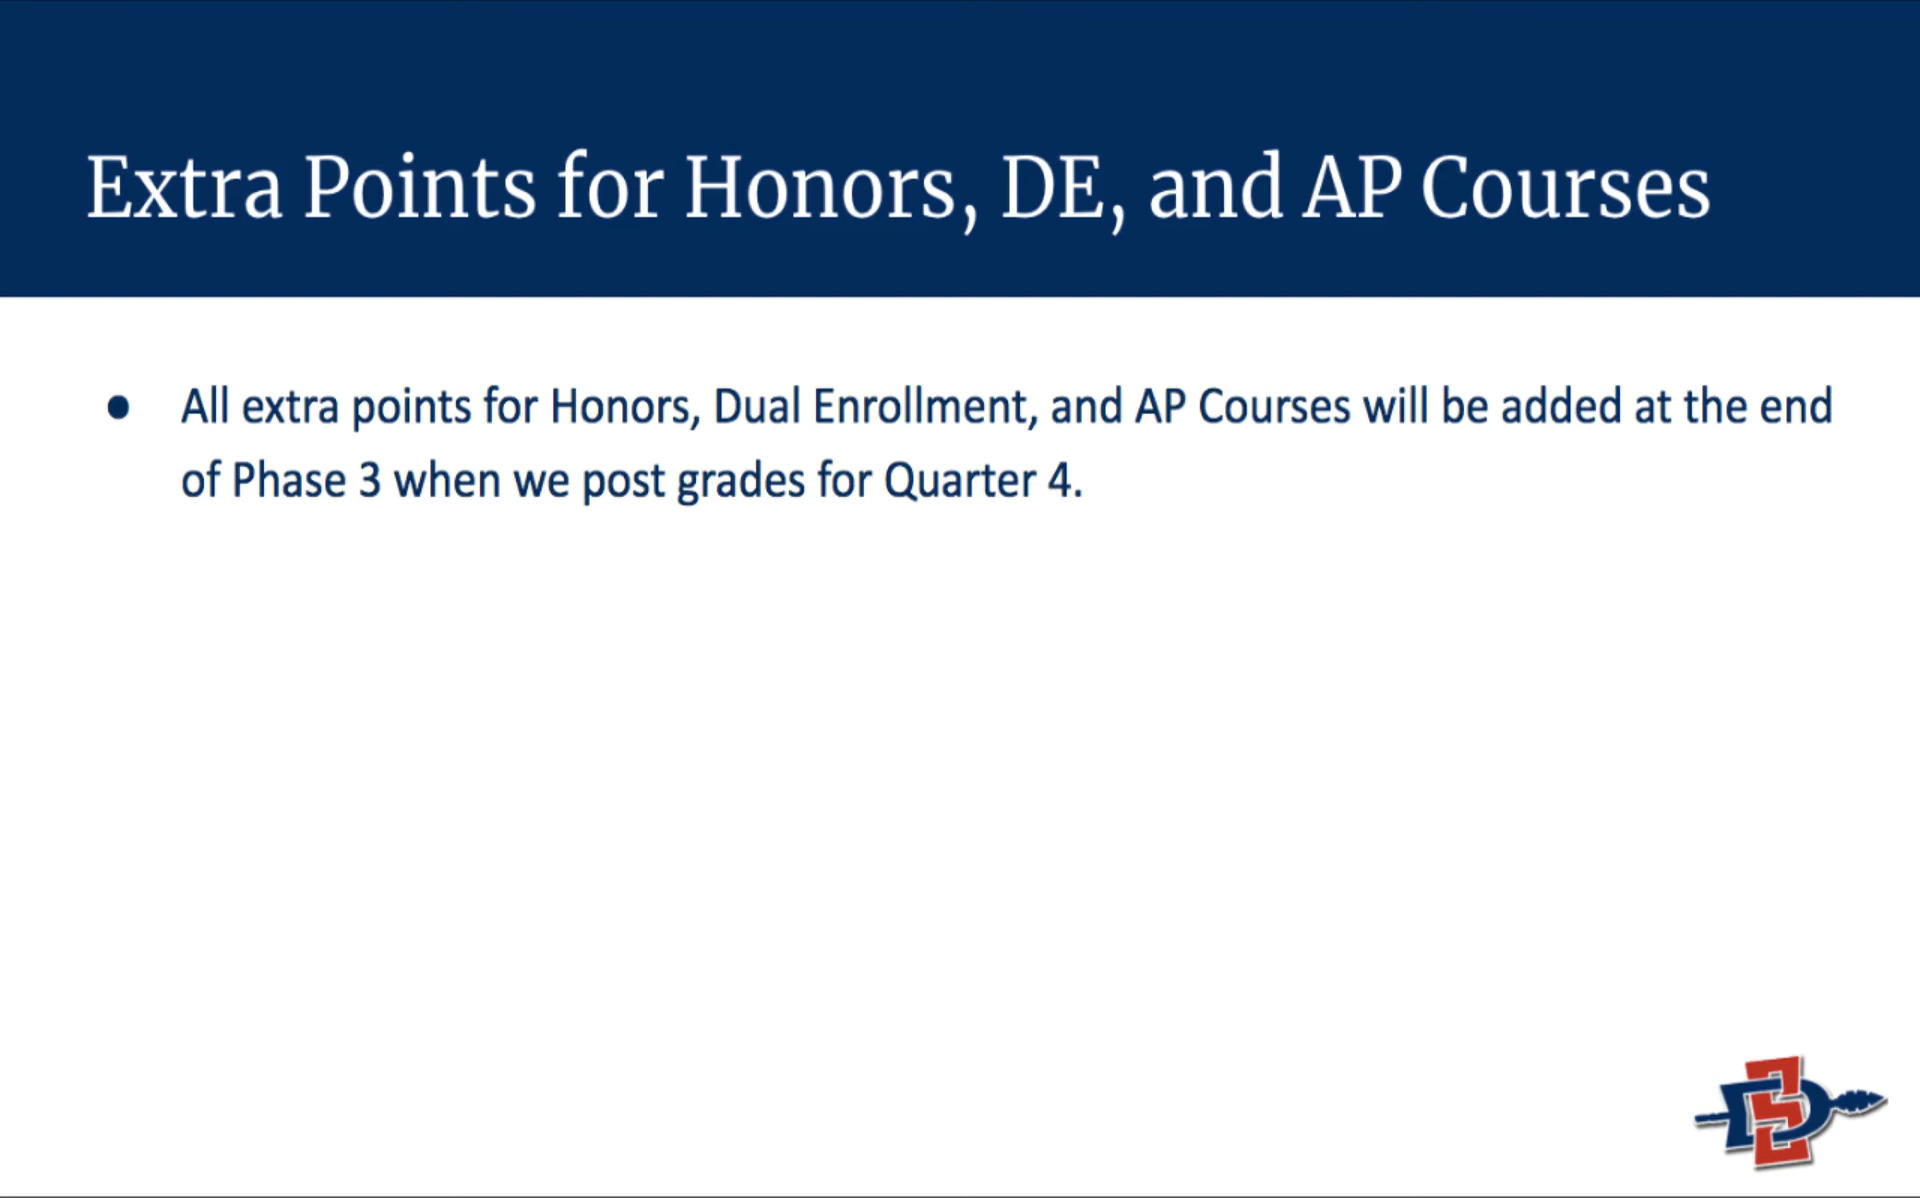 Extra Points for Honors, DE, and AP Courses
● All extra points for Honors, Dual Enrollment, and AP Courses will be added at the end
of Phase 3 when we post grades for Quarter 4.